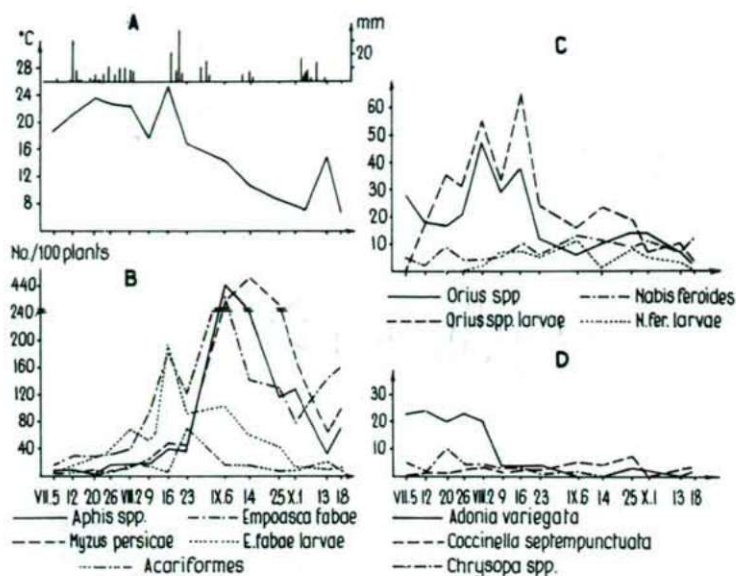 A
°C
mm
28
24
20
16
12
8
20
10
No./100 plants
B
440
240
200
160
120
80
40
VII.5 12 20 26 VIII.2 9 16 23 IX.6 14 25 X.1 13 18
Aphis spp.
Empoasca fabae
Myzus persicae
E.fabae larvae
Acariformes
C
60
50
40
30
20
10
Orius spp
Nabis feroides
Orius spp. larvae
N.fer. larvae
D
20
10
VII.5 12 20 26 VIII.2 9 16 23 IX.6 14 25 X.1 13 18
Adonia variegata
Coccinella septempunctuata
Chrysopa spp.